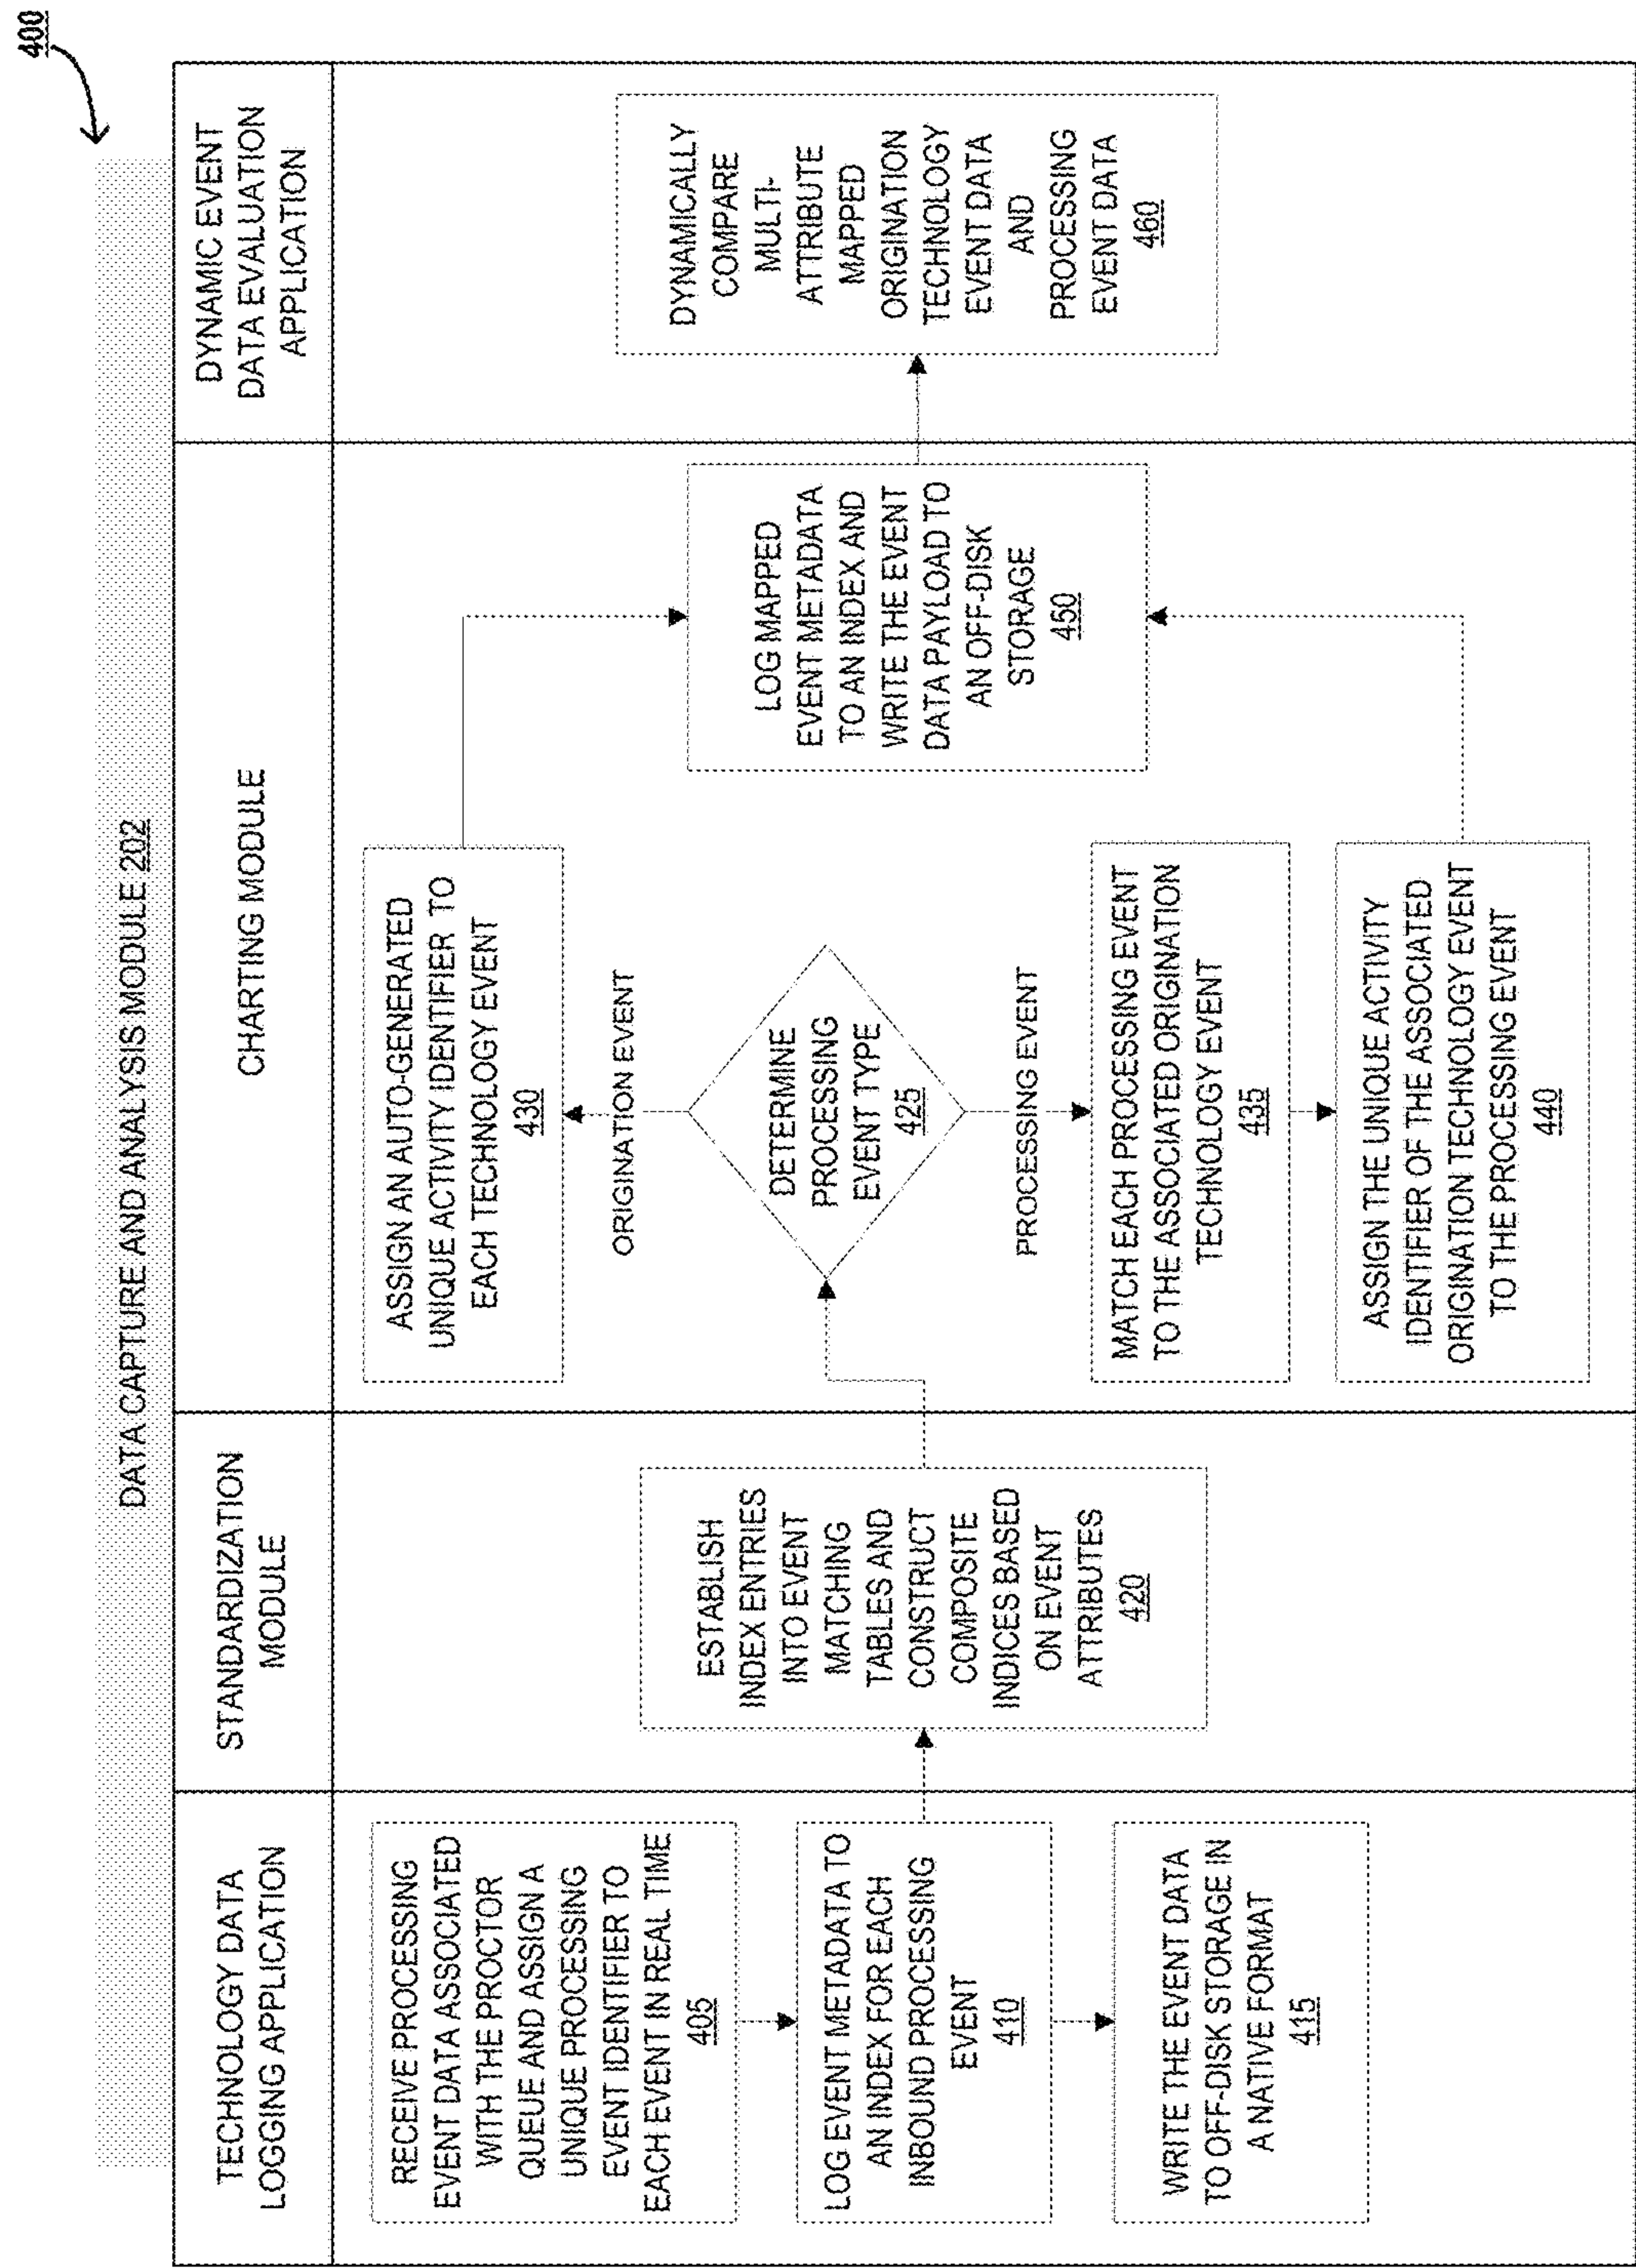 400
DATA CAPTURE AND ANALYSIS MODULE 202
TECHNOLOGY DATA
LOGGING APPLICATION
STANDARDIZATION
MODULE
CHARTING MODULE
DYNAMIC EVENT
DATA EVALUATION
APPLICATION
RECEIVE PROCESSING
EVENT DATA ASSOCIATED
WITH THE PROCTOR
QUEUE AND ASSIGN A
UNIQUE PROCESSING
EVENT IDENTIFIER TO
EACH EVENT IN REAL TIME
405
LOG EVENT METADATA TO
AN INDEX FOR EACH
INBOUND PROCESSING
EVENT
410
WRITE THE EVENT DATA
TO OFF-DISK STORAGE IN
A NATIVE FORMAT
415
ESTABLISH
INDEX ENTRIES
INTO EVENT
MATCHING
TABLES AND
CONSTRUCT
COMPOSITE
INDICES BASED
ON EVENT
ATTRIBUTES
420
ASSIGN AN AUTO-GENERATED
UNIQUE ACTIVITY IDENTIFIER TO
EACH TECHNOLOGY EVENT
430
ORIGINATION EVENT
DETERMINE
PROCESSING
EVENT TYPE
425
PROCESSING EVENT
MATCH EACH PROCESSING EVENT
TO THE ASSOCIATED ORIGINATION
TECHNOLOGY EVENT
435
ASSIGN THE UNIQUE ACTIVITY
IDENTIFIER OF THE ASSOCIATED
ORIGINATION TECHNOLOGY EVENT
TO THE PROCESSING EVENT
440
LOG MAPPED
EVENT METADATA
TO AN INDEX AND
WRITE THE EVENT
DATA PAYLOAD TO
AN OFF-DISK
STORAGE
450
DYNAMICALLY
COMPARE
MULTI-
ATTRIBUTE
MAPPED
ORIGINATION
TECHNOLOGY
EVENT DATA
AND
PROCESSING
EVENT DATA
460